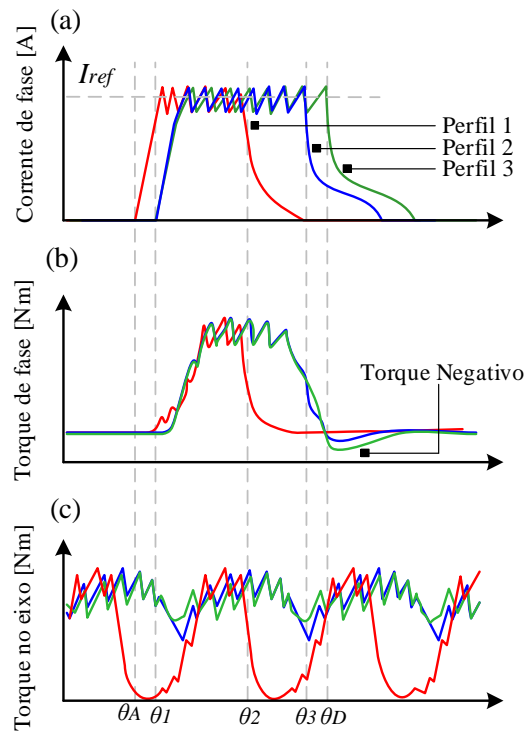 (a)
Corrente de fase [A]
Iref
Perfil 1
Perfil 2
Perfil 3
(b)
Torque de fase [Nm]
Torque Negativo
(c)
Torque no eixo [Nm]
θA θ1 θ2 θ3 θD